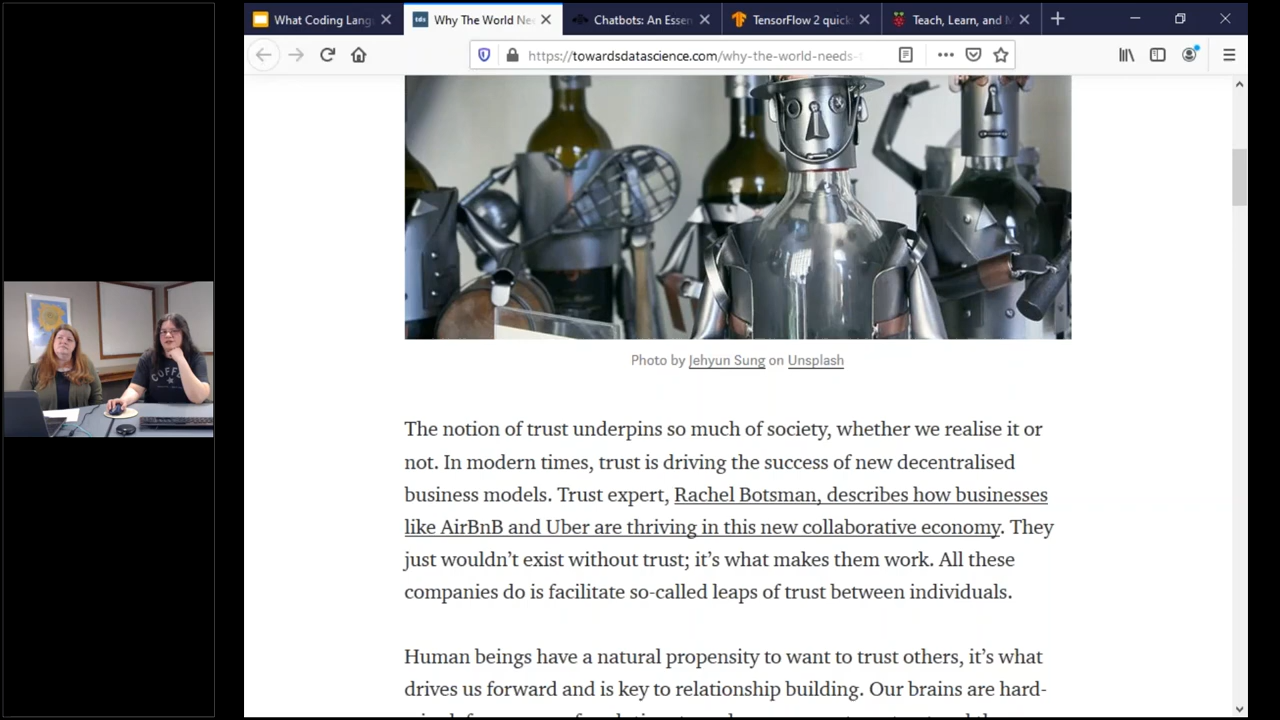 What Coding Lang
Why The World Ne
Chatbots: An Essen
TensorFlow 2 quick
Teach, Learn, and M
https://towardsdatascience.com/why-the-world-needs-t
Photo by Jehyun Sung on Unsplash
The notion of trust underpins so much of society, whether we realise it or
not. In modern times, trust is driving the success of new decentralised
business models. Trust expert, Rachel Botsman, describes how businesses
like AirBnB and Uber are thriving in this new collaborative economy. They
just wouldn’t exist without trust; it’s what makes them work. All these
companies do is facilitate so-called leaps of trust between individuals.
Human beings have a natural propensity to want to trust others, it’s what
drives us forward and is key to relationship building. Our brains are hard-